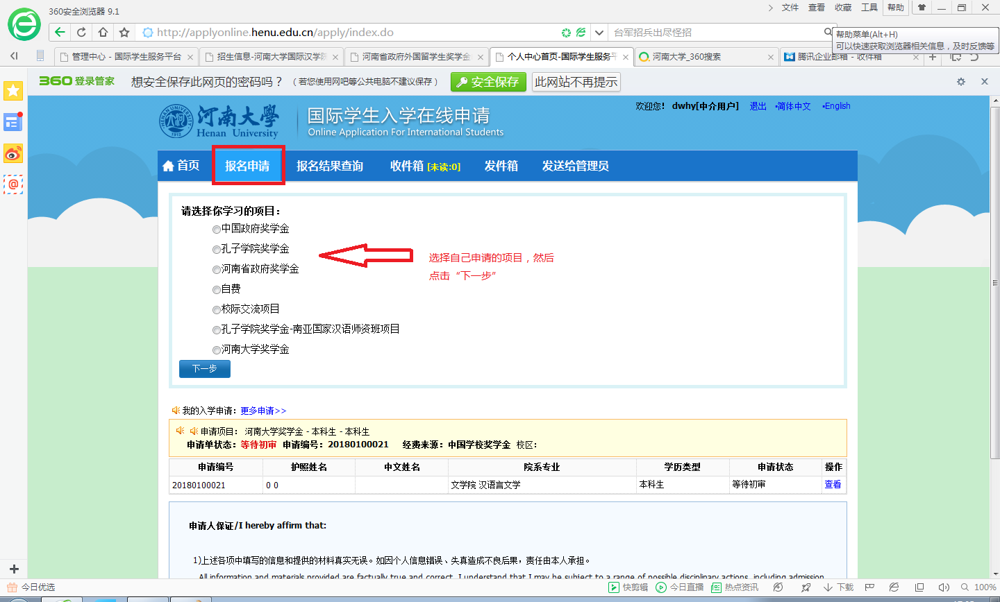 360安全浏览器 9.1
文件 查看 收藏 工具 帮助
http://applyonline.henu.edu.cn/apply/index.do
台军招兵出尽怪招
帮助菜单(Alt+H)
可以快速获取浏览器相关信息，及时反馈等
管理中心 - 国际学生服务平台
招生信息-河南大学国际汉学院
河南省政府外国留学生奖学金
个人中心首页-国际学生服务平
河南大学_360搜索
腾讯企业邮箱 - 收件箱
360 登录管家
想安全保存此网页的密码吗？
（若您使用网吧等公共电脑不建议保存）
安全保存
此网站不再提示
HENAN UNIVERSITY
1912
河南大學
Henan University
国际学生入学在线申请
Online Application For International Students
欢迎您! dwhy[中介用户] 退出 •简体中文 •English
首页 报名申请 报名结果查询 收件箱 [未读:0] 发件箱 发送给管理员
请选择你学习的项目：
中国政府奖学金
孔子学院奖学金
河南省政府奖学金
自费
校际交流项目
孔子学院奖学金-南亚国家汉语师资班项目
河南大学奖学金
选择自己申请的项目，然后
点击“下一步”
下一步
我的入学申请: 更多申请>>
申请项目: 河南大学奖学金 - 本科生 - 本科生
申请单状态: 等待初审 申请编号: 20180100021 经费来源: 中国学校奖学金 校区:
申请编号 护照姓名 中文姓名 院系专业 学历类型 申请状态 操作
20180100021 0 0 文学院 汉语言文学 本科生 等待初审 查看
申请人保证/I hereby affirm that:
1)上述各项中填写的信息和提供的材料真实无误。如因个人信息错误、失真造成不良后果，责任由本人承担。
All information and materials provided are factually true and correct. I understand that I may be subject to a range of possible disciplinary actions, including admission
今日优选
快剪辑 今日直播 热点资讯 下载 100%